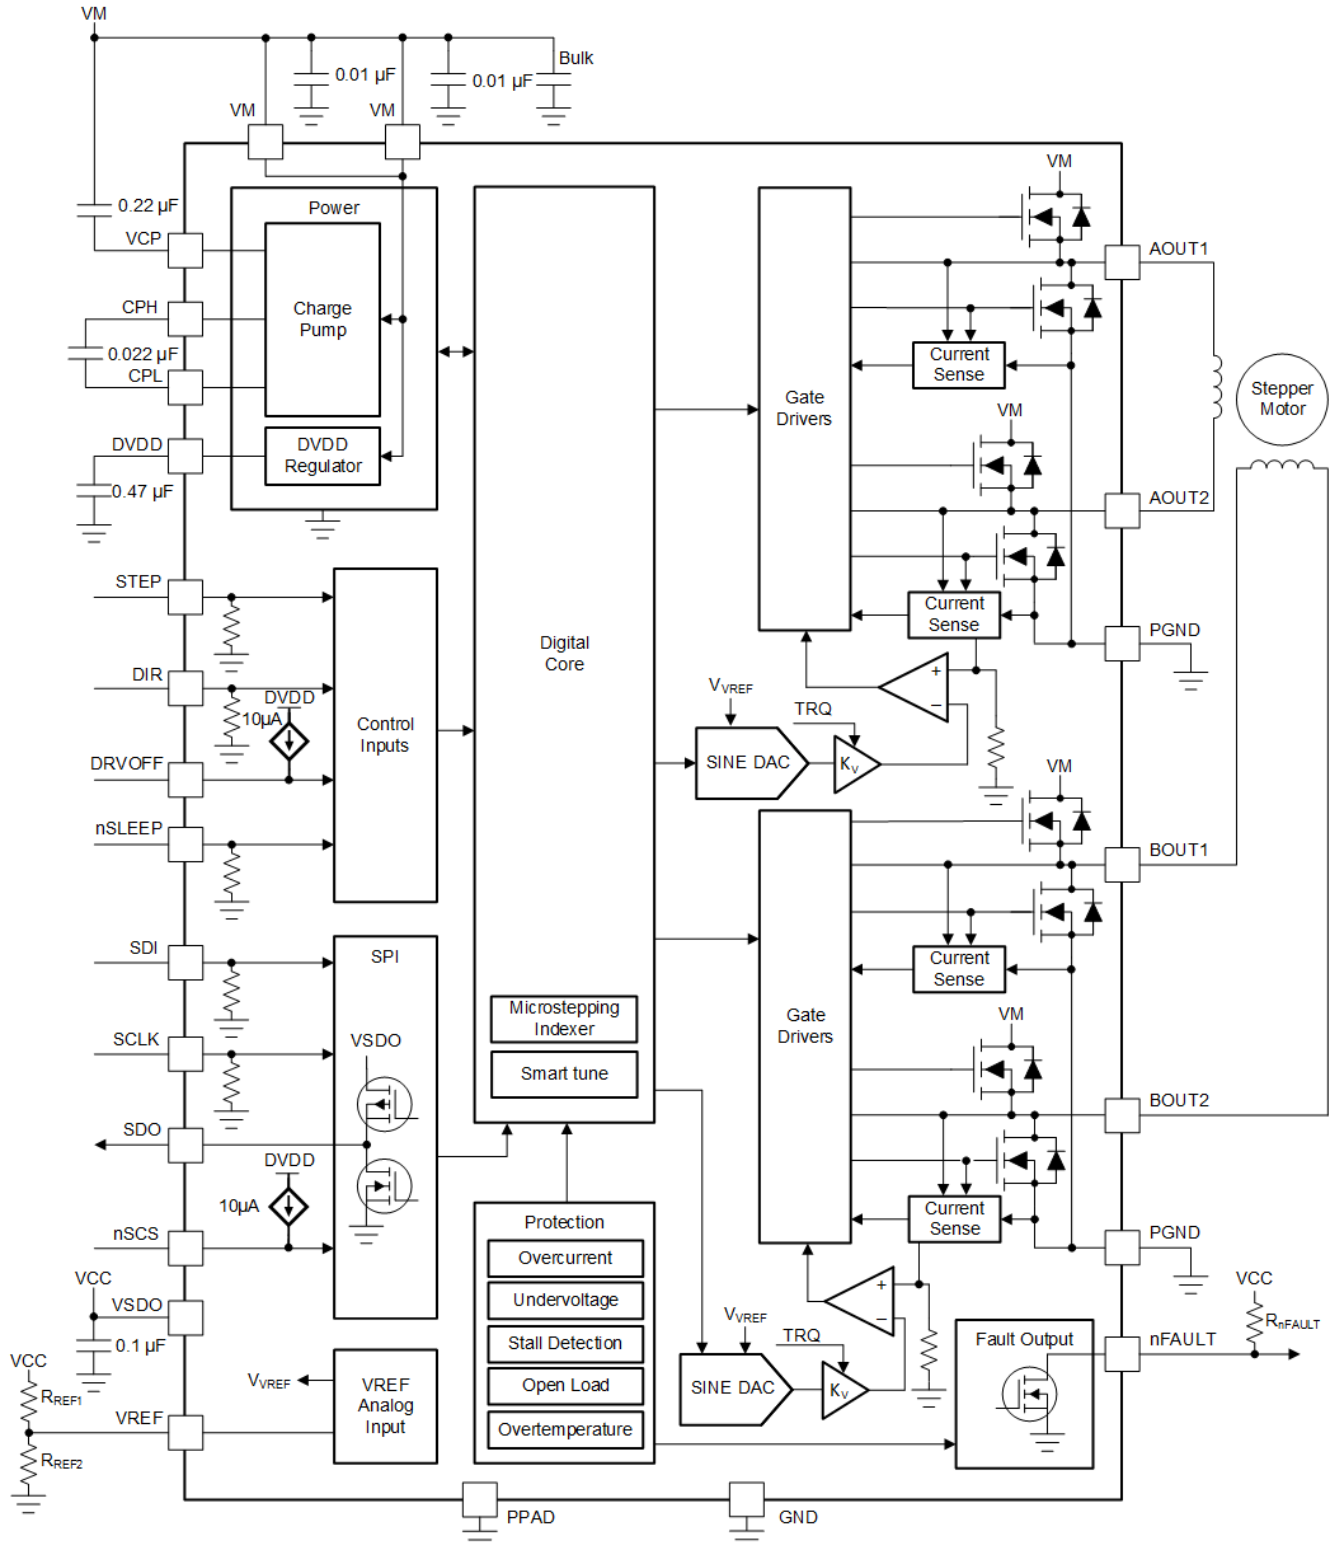 VM
0.01 µF
0.01 µF
Bulk
VM
VM
0.22 µF
VCP
CPH
0.022 µF
CPL
DVDD
0.47 µF
Power
Charge
Pump
DVDD
Regulator
STEP
DIR
DVDD
10µA
DRVOFF
nSLEEP
Control
Inputs
SDI
SCLK
SDO
DVDD
10µA
nSCS
SPI
VSDO
VCC
VSDO
0.1 µF
VCC
RREF1
VREF
RREF2
VVREF
VREF
Analog
Input
Digital
Core
Microstepping
Indexer
Smart tune
Protection
Overcurrent
Undervoltage
Stall Detection
Open Load
Overtemperature
PPAD
GND
Gate
Drivers
VM
AOUT1
Current
Sense
VM
AOUT2
Current
Sense
PGND
Stepper
Motor
VVREF
TRQ
SINE DAC
KV
+
−
Gate
Drivers
VM
BOUT1
Current
Sense
VM
BOUT2
Current
Sense
PGND
VVREF
TRQ
SINE DAC
KV
+
−
Fault Output
VCC
RnFAULT
nFAULT